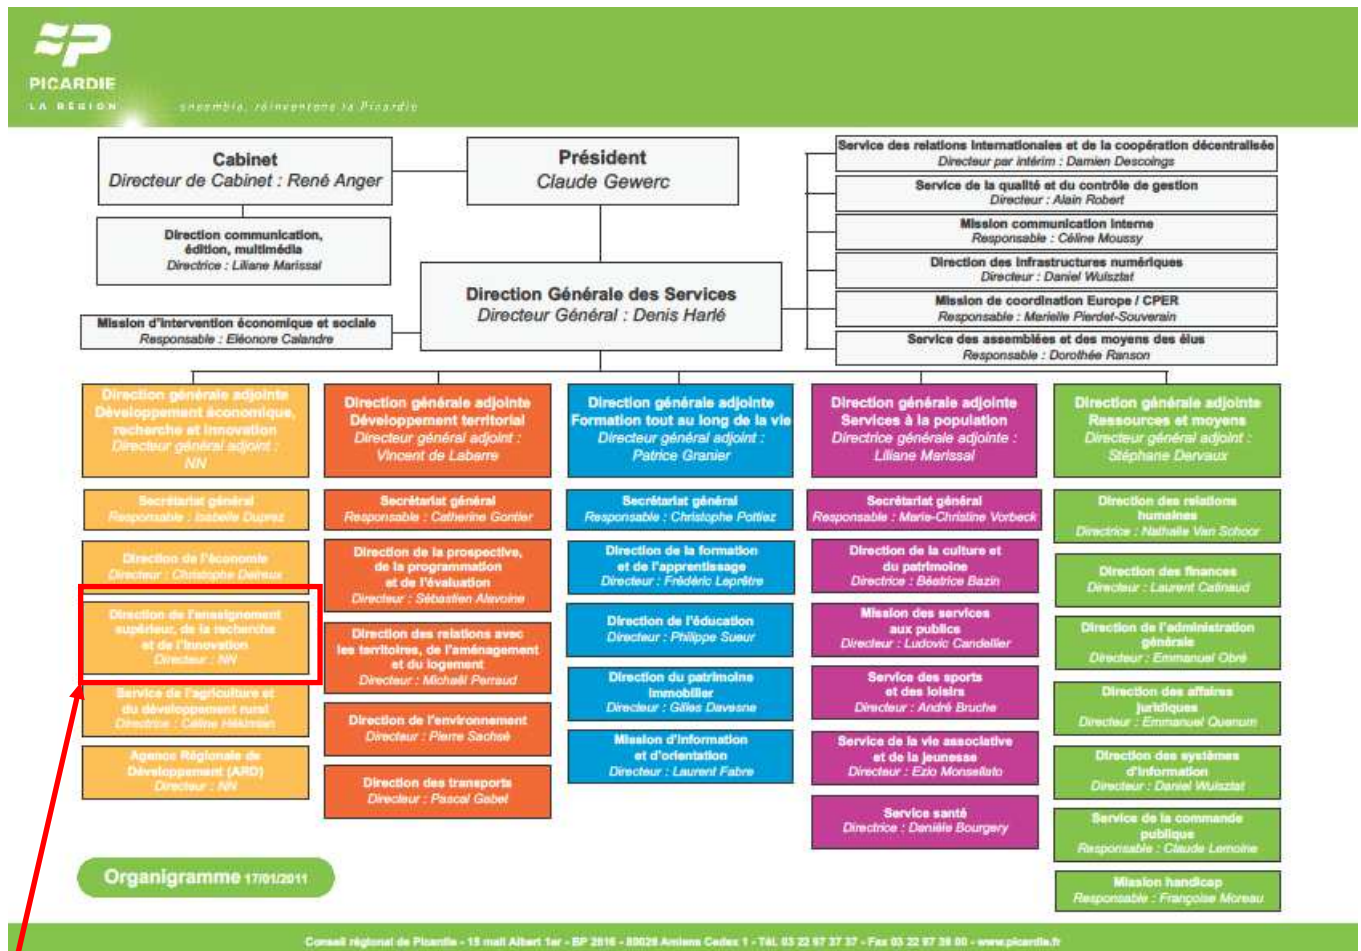 PICARDIE
LA RÉGION
ensemble, réinventons la Picardie
Cabinet
Directeur de Cabinet : René Anger
Président
Claude Gewerc
Direction communication,
édition, multimédia
Directrice : Liliane Marissal
Direction Générale des Services
Directeur Général : Denis Harlé
Mission d'intervention économique et sociale
Responsable : Eléonore Calandre
Service des relations internationales et de la coopération décentralisée
Directeur par intérim : Damien Descoings
Service de la qualité et du contrôle de gestion
Directeur : Alain Robert
Mission communication interne
Responsable : Céline Moussy
Direction des infrastructures numériques
Directeur : Daniel Wulsztat
Mission de coordination Europe / CPER
Responsable : Marielle Pierdet-Souverain
Service des assemblées et des moyens des élus
Responsable : Dorothée Ranson
Direction générale adjointe
Développement économique,
recherche et innovation
Directeur général adjoint :
NN
Secrétariat général
Responsable : Isabelle Duprez
Direction de l'économie
Directeur : Christophe
Direction de l'enseignement
supérieur, de la recherche
et de l'innovation
Directeur : NN
Service de l'agriculture et
du développement rural
Directrice : Céline
Agence Régionale de
Développement (ARD)
Directeur : NN
Direction générale adjointe
Développement territorial
Directeur général adjoint :
Vincent de Labarre
Secrétariat général
Responsable : Catherine Gontier
Direction de la prospective,
de la programmation
et de l'évaluation
Directeur : Sébastien Alavoine
Direction des relations avec
les territoires, de l'aménagement
et du logement
Directeur : Michaël Perraud
Direction de l'environnement
Directeur : Pierre Sachsé
Direction des transports
Directeur : Pascal Gabet
Direction générale adjointe
Formation tout au long de la vie
Directeur général adjoint :
Patrice Granier
Secrétariat général
Responsable : Christophe Pottiez
Direction de la formation
et de l'apprentissage
Directeur : Frédéric Leprêtre
Direction de l'éducation
Directeur : Philippe Sueur
Direction du patrimoine
immobilier
Directeur : Gilles Davesne
Mission d'information
et d'orientation
Directeur : Laurent Fabre
Direction générale adjointe
Services à la population
Directrice générale adjointe :
Liliane Marissal
Secrétariat général
Responsable : Marie-Christine Vorbeck
Direction de la culture et
du patrimoine
Directrice : Béatrice Bazin
Mission des services
aux publics
Directeur : Ludovic Candellier
Service des sports
et des loisirs
Directeur : André Bruche
Service de la vie associative
et de la jeunesse
Directeur : Ezio Monsellato
Service santé
Directrice : Danièle Bourgery
Direction générale adjointe
Ressources et moyens
Directeur général adjoint :
Stéphane Dervaux
Direction des relations
humaines
Directrice : Nathalie Van Schoor
Direction des finances
Directeur : Laurent Catinaud
Direction de l'administration
générale
Directeur : Emmanuel Obré
Direction des affaires
juridiques
Directeur : Emmanuel Quenum
Direction des systèmes
d'information
Directeur : Daniel Wulsztat
Service de la commande
publique
Responsable : Claude Lemoine
Mission handicap
Responsable : Françoise Moreau
Organigramme 17/01/2011
Conseil régional de Picardie - 15 mail Albert 1er - BP 2616 - 80026 Amiens Cedex 1 - Tél. 03 22 97 37 37 - Fax 03 22 97 39 00 - www.picardie.fr